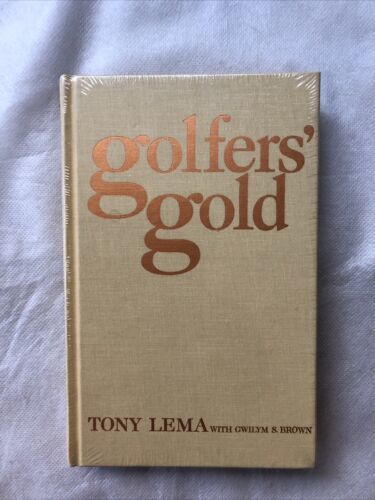 golfers'
gold
TONY LEMA WITH GWILYM S. BROWN